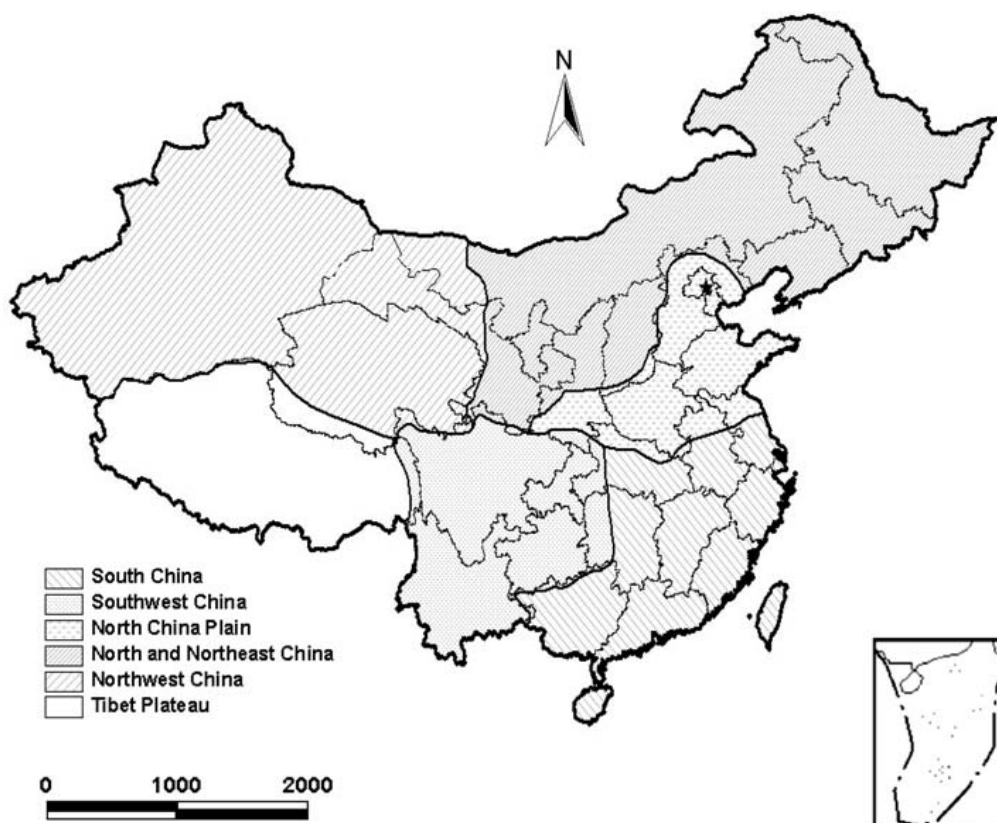 N
South China
Southwest China
North China Plain
North and Northeast China
Northwest China
Tibet Plateau
0 1000 2000